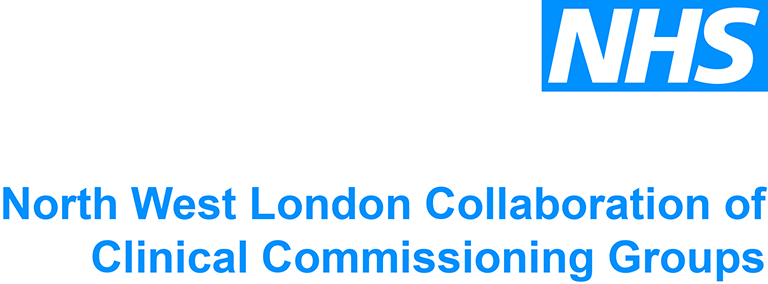 NHS
North West London Collaboration of
Clinical Commissioning Groups